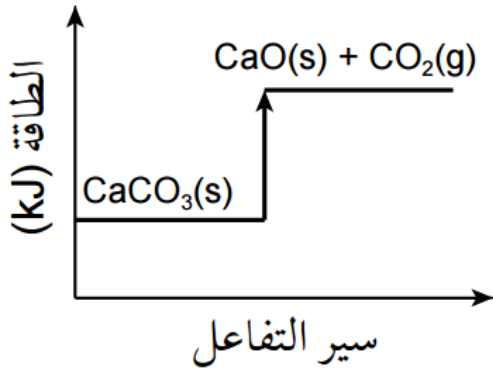 CaO(s) + CO₂(g)
CaCO₃(s)
الطاقة (kJ)
سير التفاعل